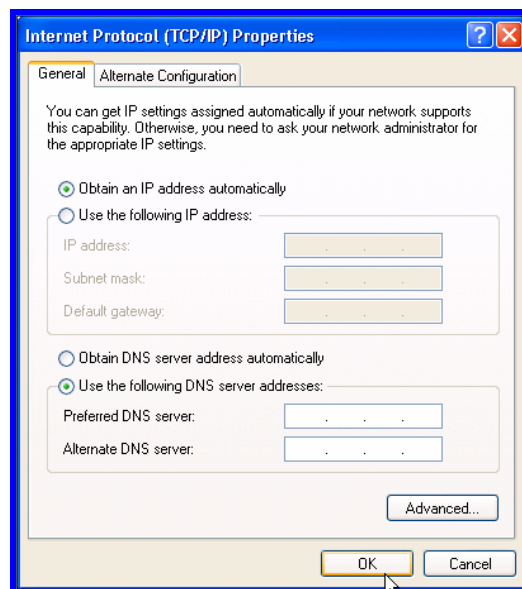 Internet Protocol (TCP/IP) Properties
General
Alternate Configuration
You can get IP settings assigned automatically if your network supports
this capability. Otherwise, you need to ask your network administrator for
the appropriate IP settings.
Obtain an IP address automatically
Use the following IP address:
IP address:
Subnet mask:
Default gateway:
Obtain DNS server address automatically
Use the following DNS server addresses:
Preferred DNS server:
Alternate DNS server:
Advanced...
OK
Cancel